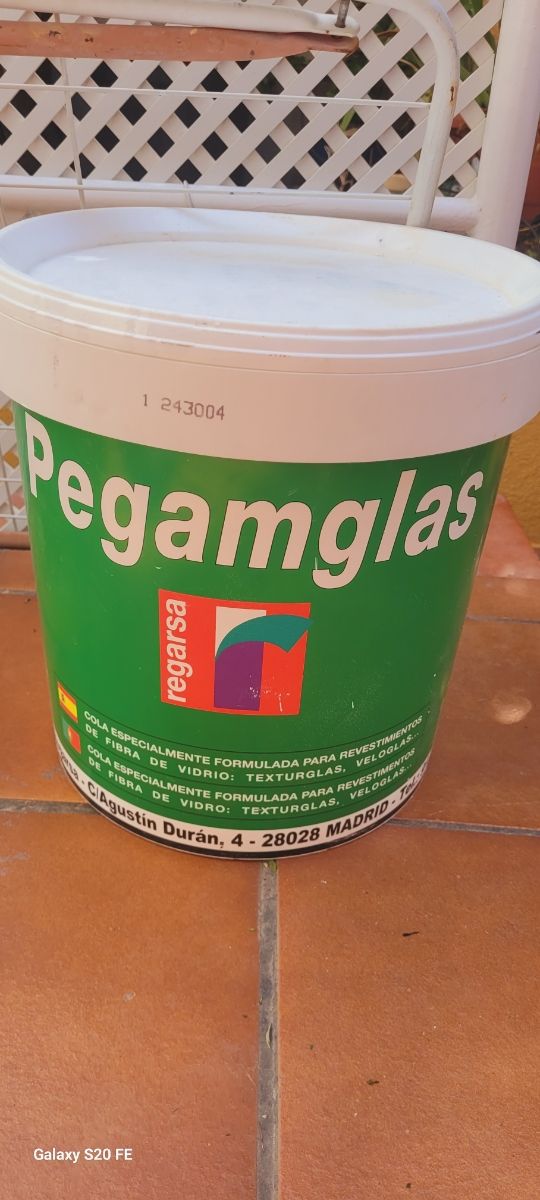 1 243004
Pegamglas
regarsa
COLA ESPECIALMENTE FORMULADA PARA REVESTIMIENTOS
DE FIBRA DE VIDRIO: TEXTURGLAS, VELOGLAS...
COLA ESPECIALMENTE FORMULADA PARA REVESTIMENTOS
DE FIBRA DE VIDRO: TEXTURGLAS, VELOGLAS...
- C/Agustín Durán, 4 - 28028 MADRID -
Galaxy S20 FE